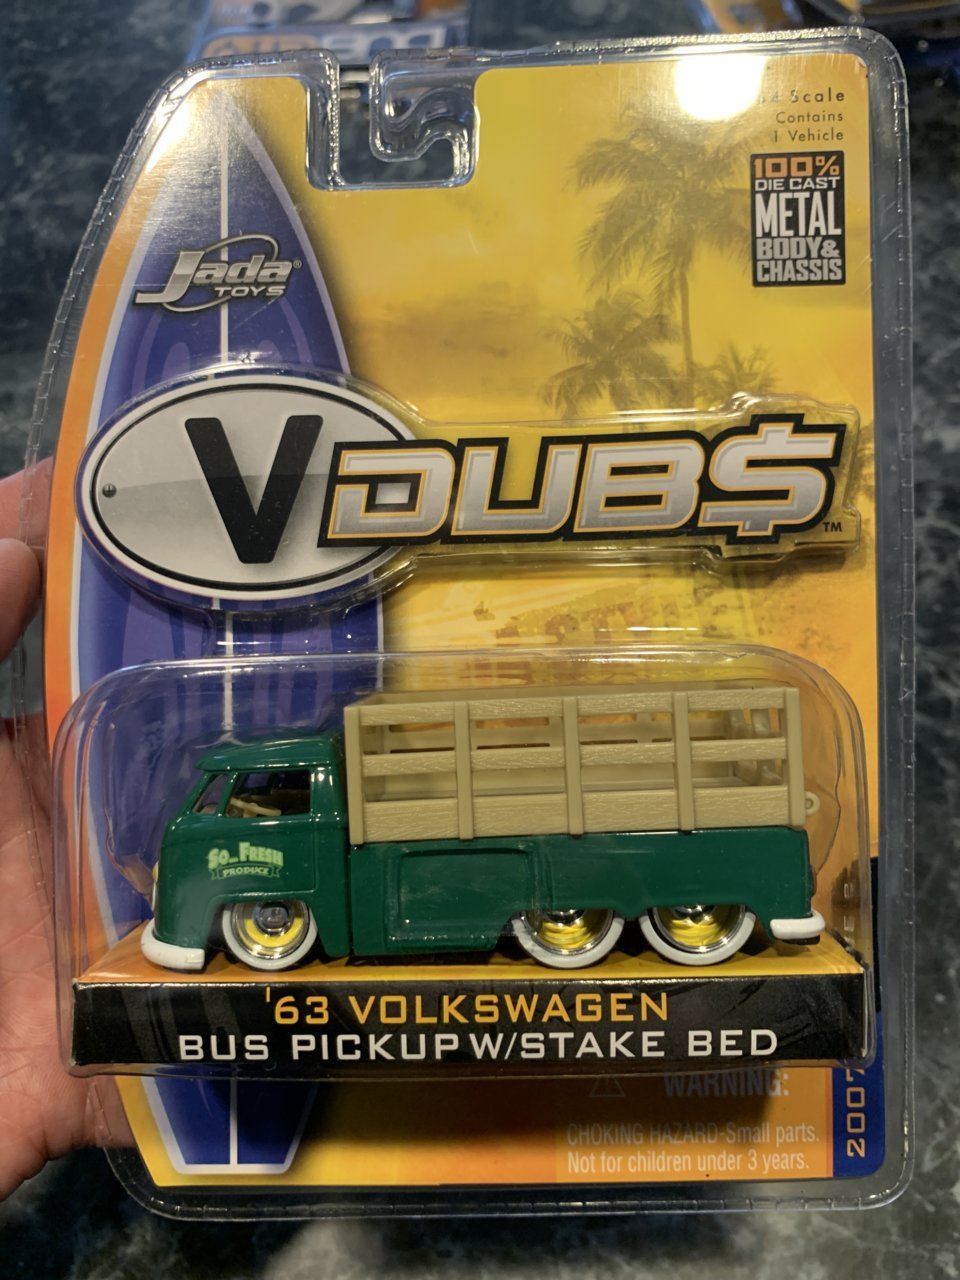 Scale
Contains
1 Vehicle
100%
DIE CAST
METAL
BODY&
CHASSIS
Jada®
TOYS
V DUB$™
So... Fresh
PRODUCE
'63 VOLKSWAGEN
BUS PICKUP W/STAKE BED
WARNING:
CHOKING HAZARD-Small parts.
Not for children under 3 years.
2007